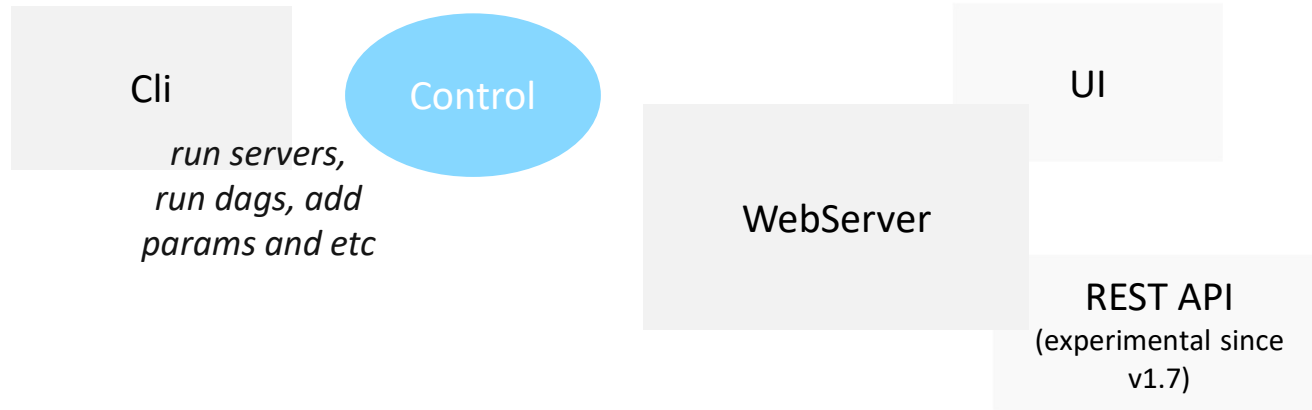 Cli
run servers,
run dags, add
params and etc
Control
WebServer
UI
REST API
(experimental since
v1.7)